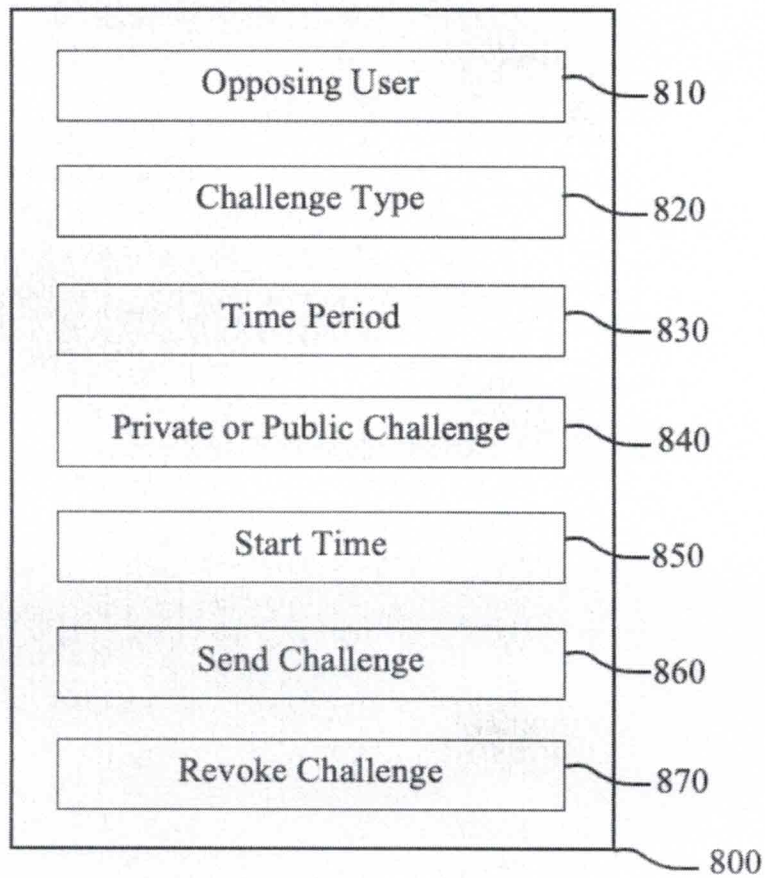 Opposing User 810
Challenge Type 820
Time Period 830
Private or Public Challenge 840
Start Time 850
Send Challenge 860
Revoke Challenge 870
800